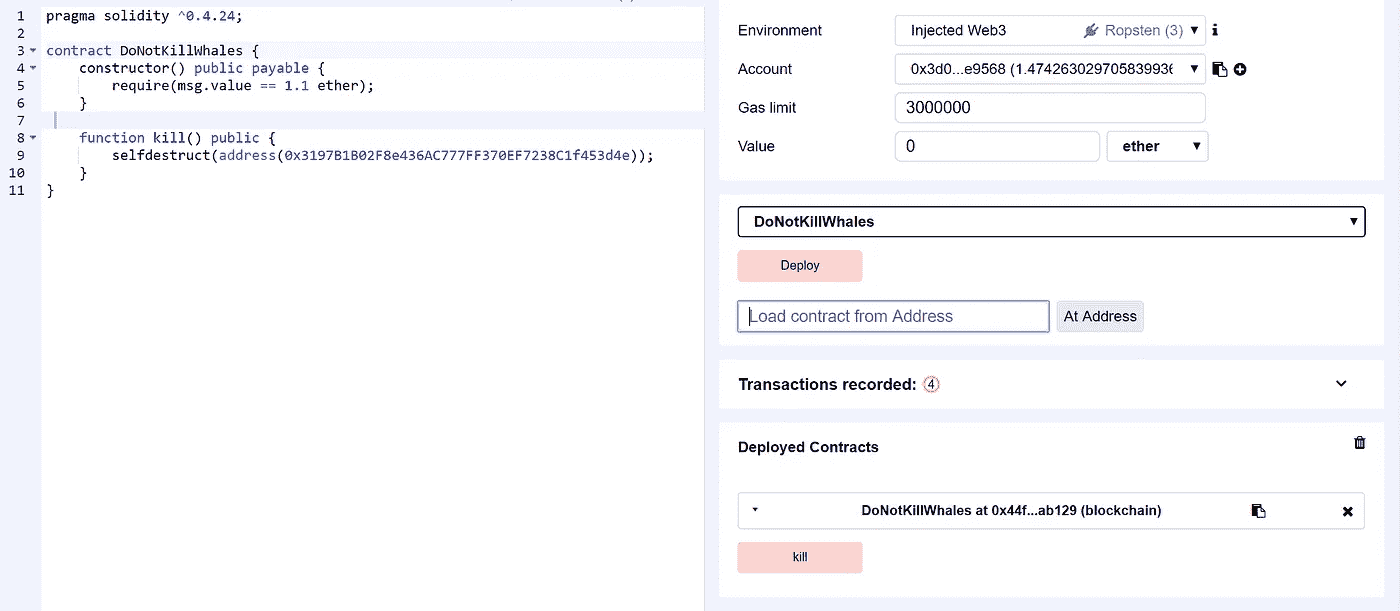 1 pragma solidity ^0.4.24;
2
3 contract DoNotKillWhales {
4 constructor() public payable {
5 require(msg.value == 1.1 ether);
6 }
7
8 function kill() public {
9 selfdestruct(address(0x3197B1B02F8e436AC777FF370EF7238C1f453d4e));
10 }
11 }
Environment Injected Web3 Ropsten (3)
Account 0x3d0...e9568 (1.47426302970583993
Gas limit 3000000
Value 0 ether
DoNotKillWhales
Deploy
Load contract from Address At Address
Transactions recorded: 4
Deployed Contracts
DoNotKillWhales at 0x44f...ab129 (blockchain)
kill